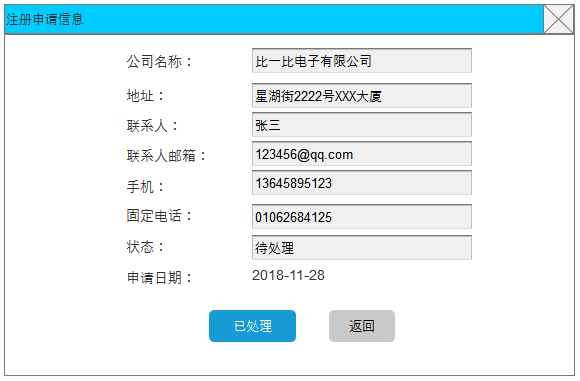 注册申请信息
公司名称： 比一比电子有限公司
地址： 星湖街2222号XXX大厦
联系人： 张三
联系人邮箱： 123456@qq.com
手机： 13645895123
固定电话： 01062684125
状态： 待处理
申请日期： 2018-11-28
已处理 返回